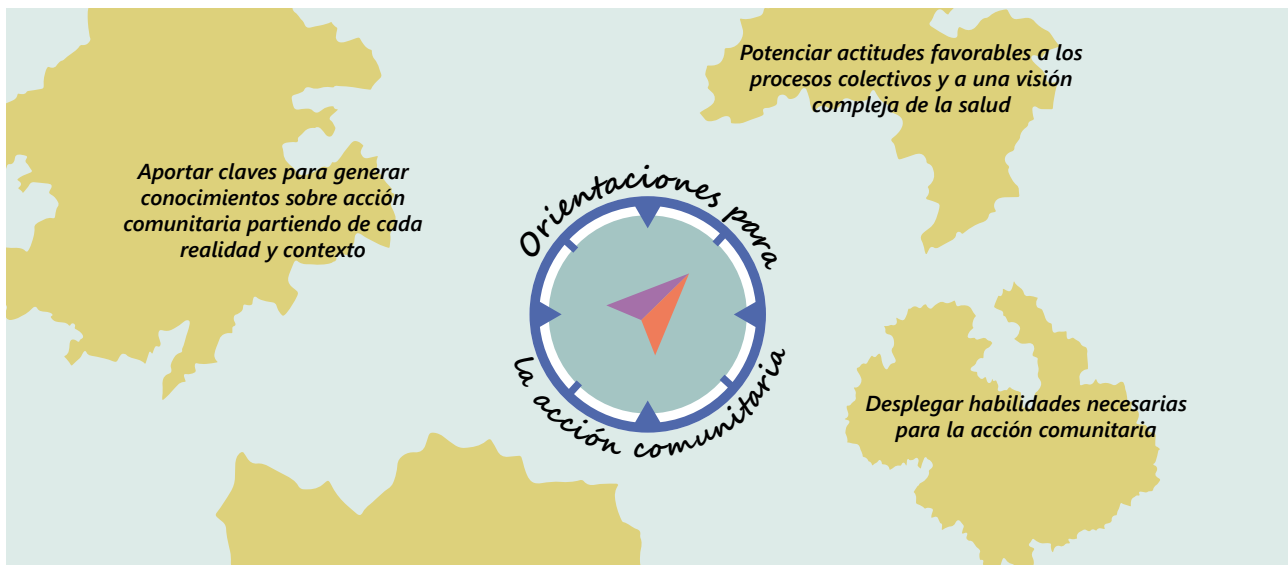 Potenciar actitudes favorables a los
procesos colectivos y a una visión
compleja de la salud
Aportar claves para generar
conocimientos sobre acción
comunitaria partiendo de cada
realidad y contexto
Orientaciones para
la acción comunitaria
Desplegar habilidades necesarias
para la acción comunitaria